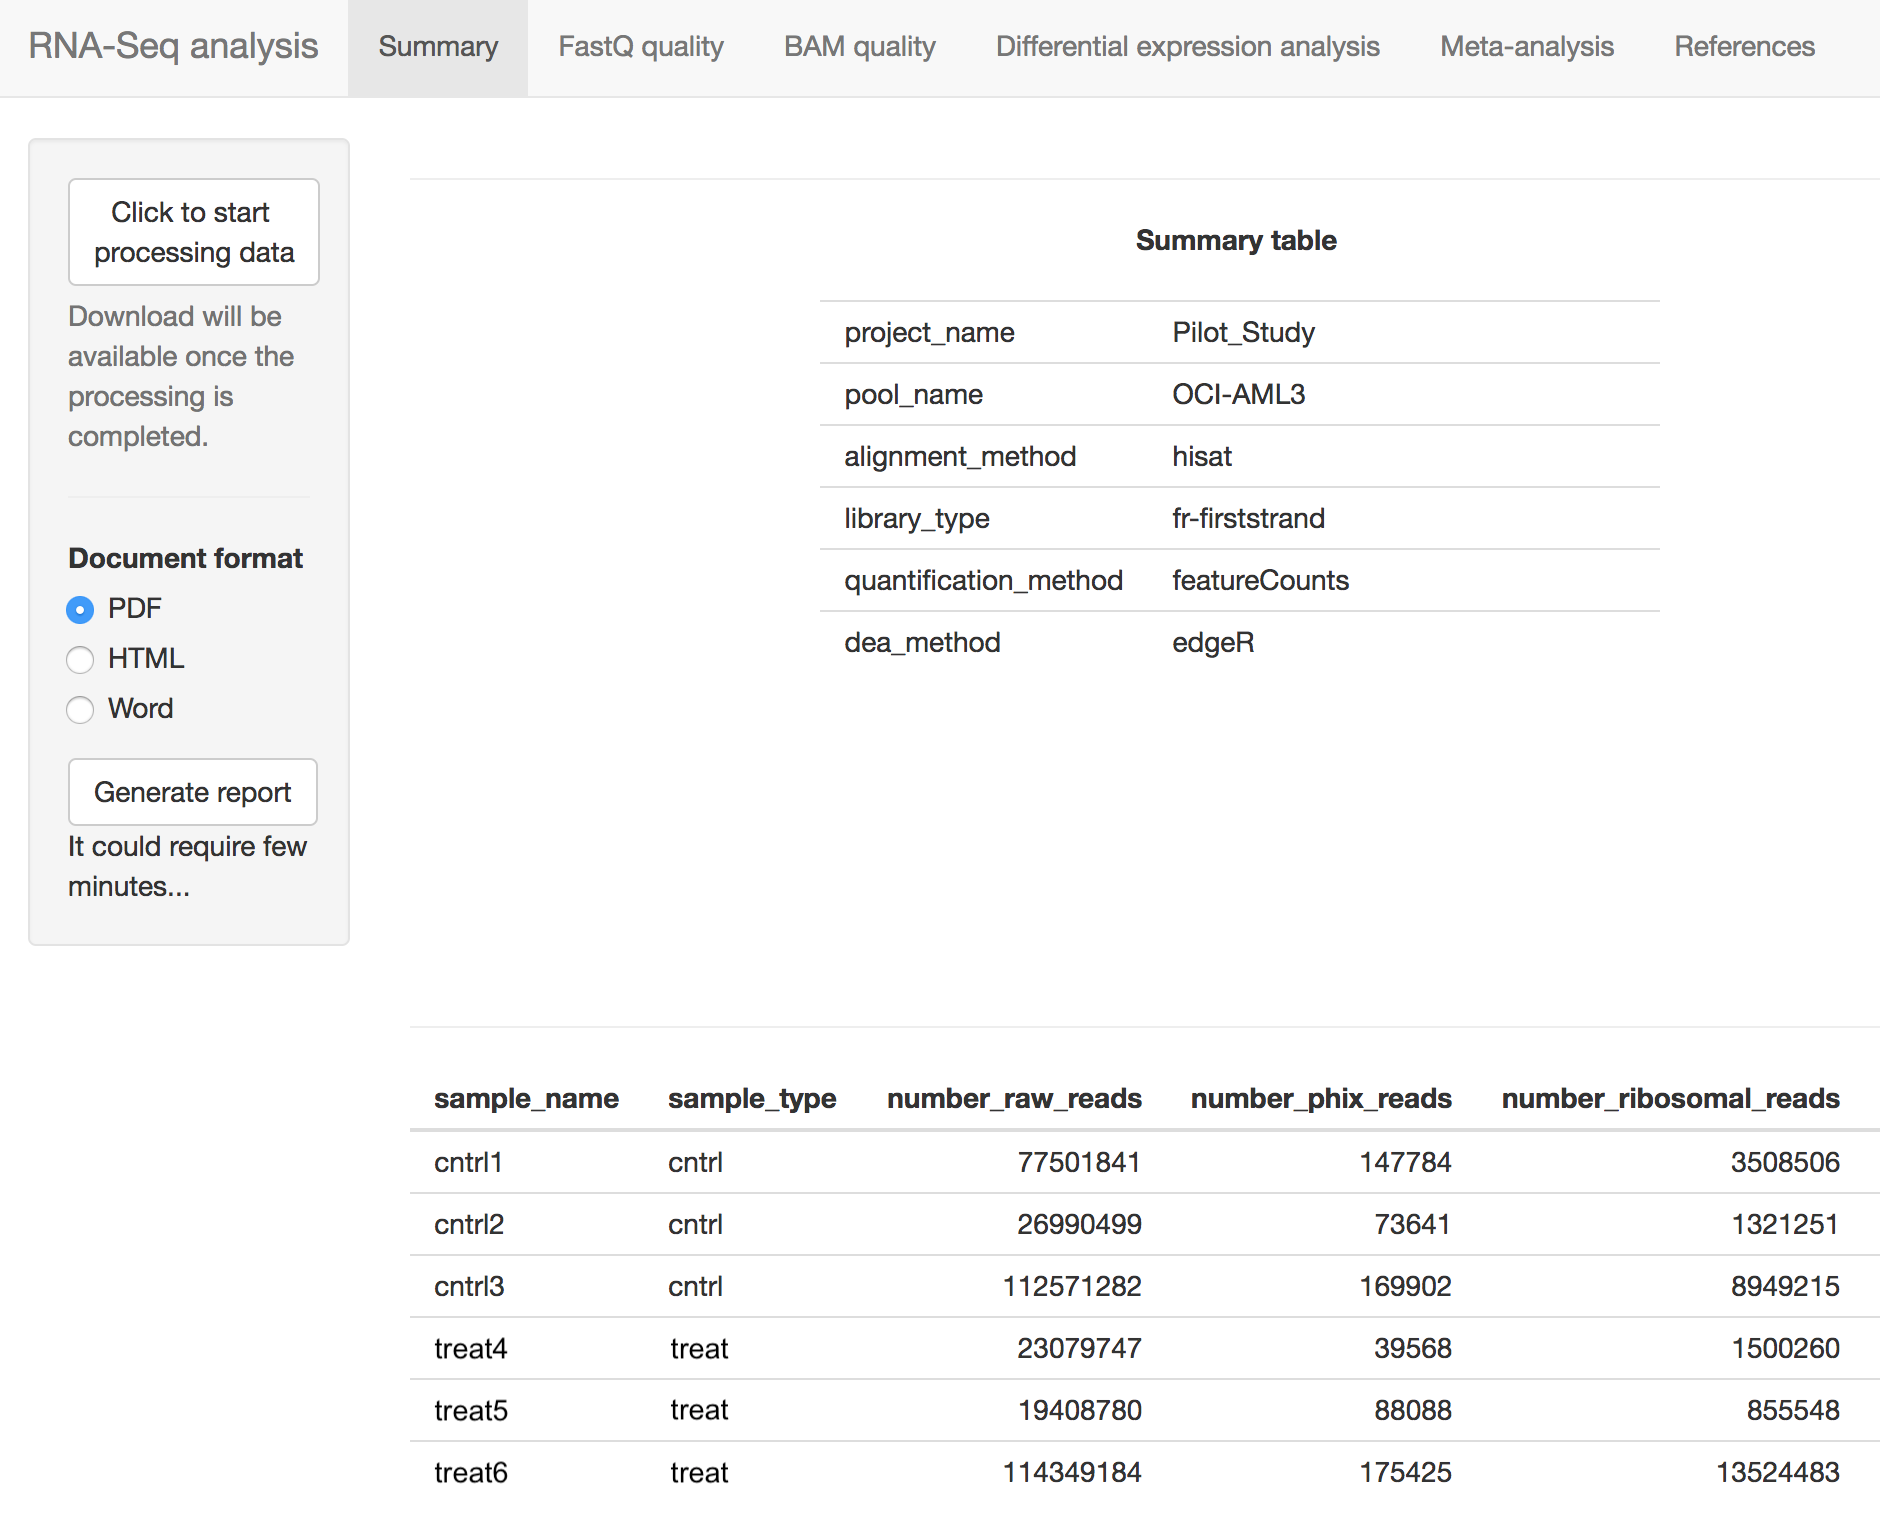 RNA-Seq analysis Summary FastQ quality BAM quality Differential expression analysis Meta-analysis References
Click to start
processing data
Download will be
available once the
processing is
completed.
Document format
PDF
HTML
Word
Generate report
It could require few
minutes...
Summary table
project_name Pilot_Study
pool_name OCI-AML3
alignment_method hisat
library_type fr-firststrand
quantification_method featureCounts
dea_method edgeR
sample_name sample_type number_raw_reads number_phix_reads number_ribosomal_reads
cntrl1 cntrl 77501841 147784 3508506
cntrl2 cntrl 26990499 73641 1321251
cntrl3 cntrl 112571282 169902 8949215
treat4 treat 23079747 39568 1500260
treat5 treat 19408780 88088 855548
treat6 treat 114349184 175425 13524483